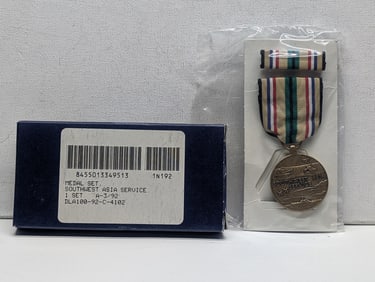 8455013349513 1N192
MEDAL SET,
SOUTHWEST ASIA SERVICE
1 SET A-3/92
DLA100-92-C-4102